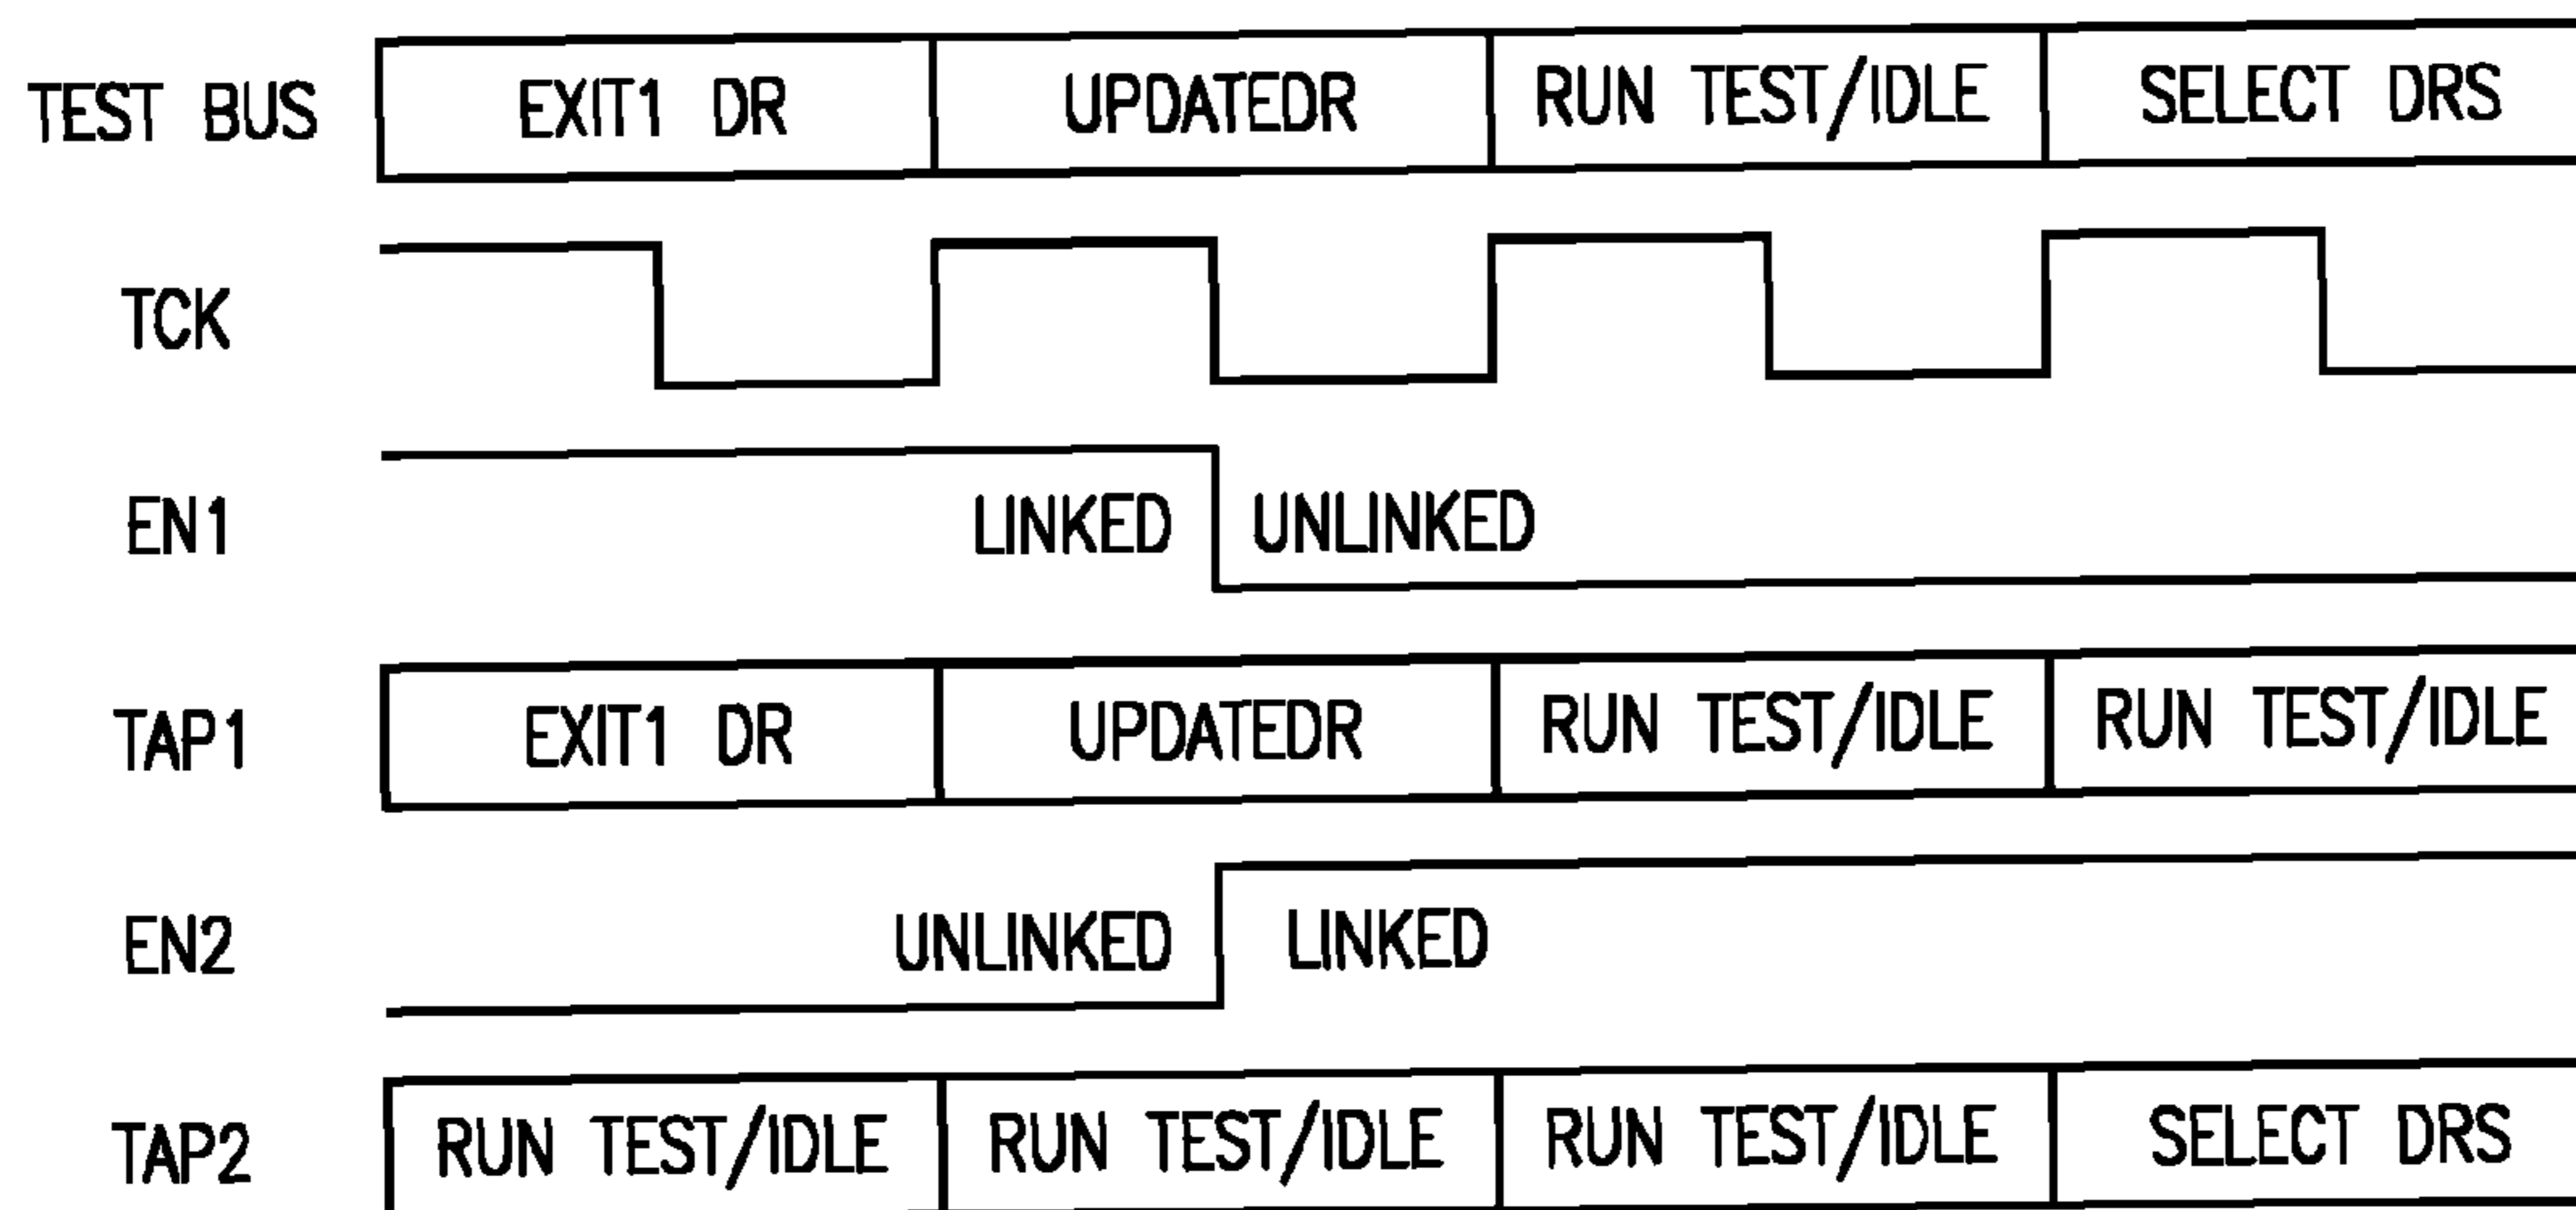 TEST BUS EXIT1 DR UPDATEDR RUN TEST/IDLE SELECT DRS
TCK
EN1 LINKED UNLINKED
TAP1 EXIT1 DR UPDATEDR RUN TEST/IDLE RUN TEST/IDLE
EN2 UNLINKED LINKED
TAP2 RUN TEST/IDLE RUN TEST/IDLE RUN TEST/IDLE SELECT DRS